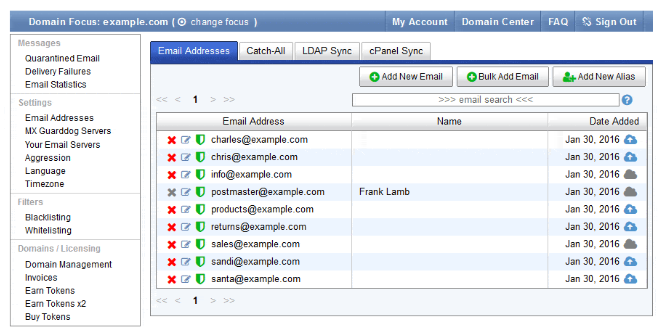 Domain Focus: example.com ( change focus )
My Account
Domain Center
FAQ
Sign Out
Messages
Quarantined Email
Delivery Failures
Email Statistics
Settings
Email Addresses
MX Guarddog Servers
Your Email Servers
Aggression
Language
Timezone
Filters
Blacklisting
Whitelisting
Domains / Licensing
Domain Management
Invoices
Earn Tokens
Earn Tokens x2
Buy Tokens
Email Addresses
Catch-All
LDAP Sync
cPanel Sync
Add New Email
Bulk Add Email
Add New Alias
<< < 1 > >>
>>> email search <<<
?
Email Address Name Date Added
charles@example.com Jan 30, 2016
chris@example.com Jan 30, 2016
info@example.com Jan 30, 2016
postmaster@example.com Frank Lamb Jan 30, 2016
products@example.com Jan 30, 2016
returns@example.com Jan 30, 2016
sales@example.com Jan 30, 2016
sandi@example.com Jan 30, 2016
santa@example.com Jan 30, 2016
<< < 1 > >>